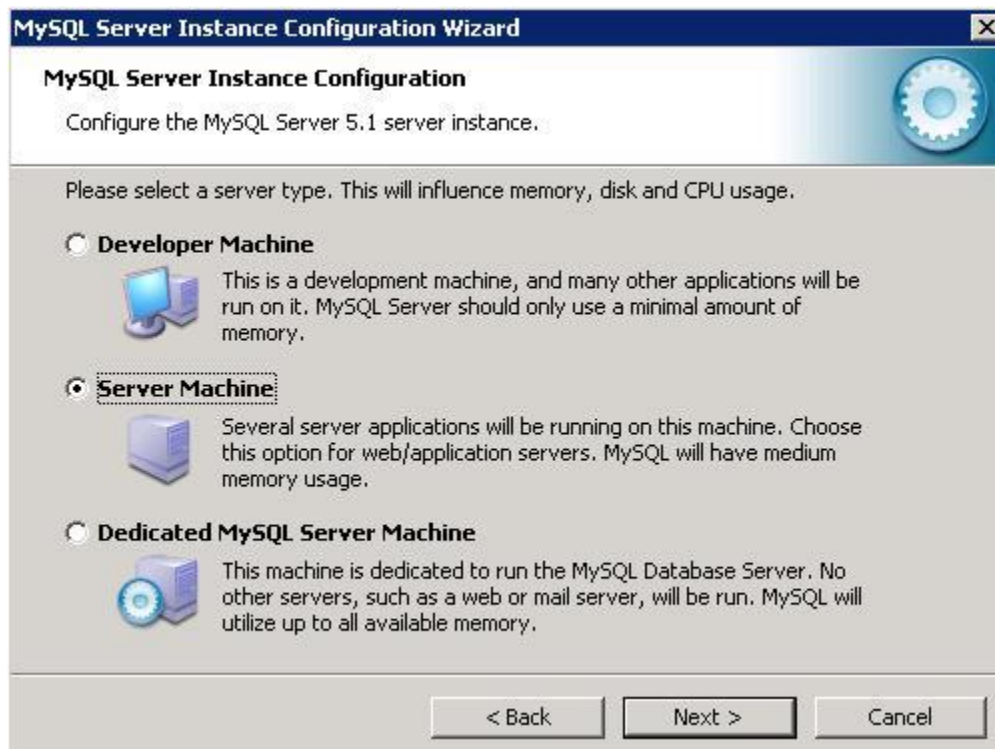 MySQL Server Instance Configuration Wizard
MySQL Server Instance Configuration
Configure the MySQL Server 5.1 server instance.
Please select a server type. This will influence memory, disk and CPU usage.
Developer Machine
This is a development machine, and many other applications will be
run on it. MySQL Server should only use a minimal amount of
memory.
Server Machine
Several server applications will be running on this machine. Choose
this option for web/application servers. MySQL will have medium
memory usage.
Dedicated MySQL Server Machine
This machine is dedicated to run the MySQL Database Server. No
other servers, such as a web or mail server, will be run. MySQL will
utilize up to all available memory.
< Back Next > Cancel